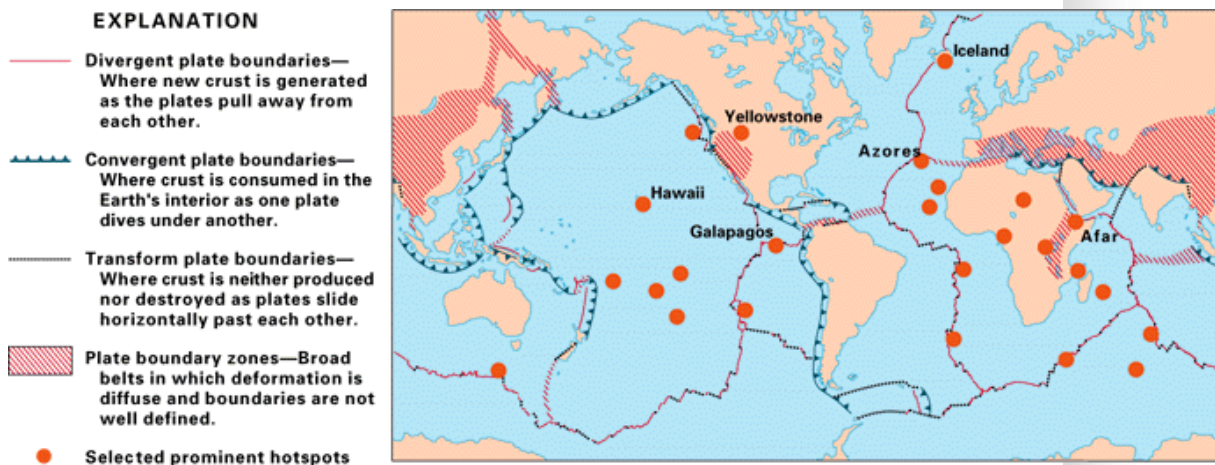 EXPLANATION
Divergent plate boundaries—
Where new crust is generated
as the plates pull away from
each other.
Convergent plate boundaries—
Where crust is consumed in the
Earth's interior as one plate
dives under another.
Transform plate boundaries—
Where crust is neither produced
nor destroyed as plates slide
horizontally past each other.
Plate boundary zones—Broad
belts in which deformation is
diffuse and boundaries are not
well defined.
Selected prominent hotspots
Iceland
Yellowstone
Azores
Hawaii
Galapagos
Afar